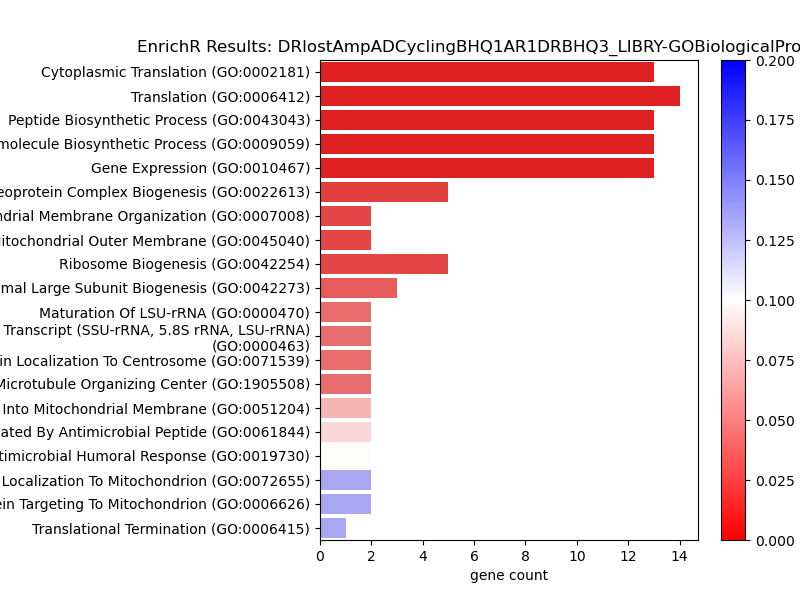 EnrichR Results: DRlostAmpADCyclingBHQ1AR1DRBHQ3_LIBRY-GOBiologicalPro
Cytoplasmic Translation (GO:0002181)
Translation (GO:0006412)
Peptide Biosynthetic Process (GO:0043043)
molecule Biosynthetic Process (GO:0009059)
Gene Expression (GO:0010467)
eoprotein Complex Biogenesis (GO:0022613)
ndrial Membrane Organization (GO:0007008)
Mitochondrial Outer Membrane (GO:0045040)
Ribosome Biogenesis (GO:0042254)
mal Large Subunit Biogenesis (GO:0042273)
Maturation Of LSU-rRNA (GO:0000470)
Transcript (SSU-rRNA, 5.8S rRNA, LSU-rRNA)
(GO:0000463)
in Localization To Centrosome (GO:0071539)
Microtubule Organizing Center (GO:1905508)
Into Mitochondrial Membrane (GO:0051204)
ated By Antimicrobial Peptide (GO:0061844)
timicrobial Humoral Response (GO:0019730)
Localization To Mitochondrion (GO:0072655)
ein Targeting To Mitochondrion (GO:0006626)
Translational Termination (GO:0006415)
0 2 4 6 8 10 12 14
gene count
0.200
0.175
0.150
0.125
0.100
0.075
0.050
0.025
0.000